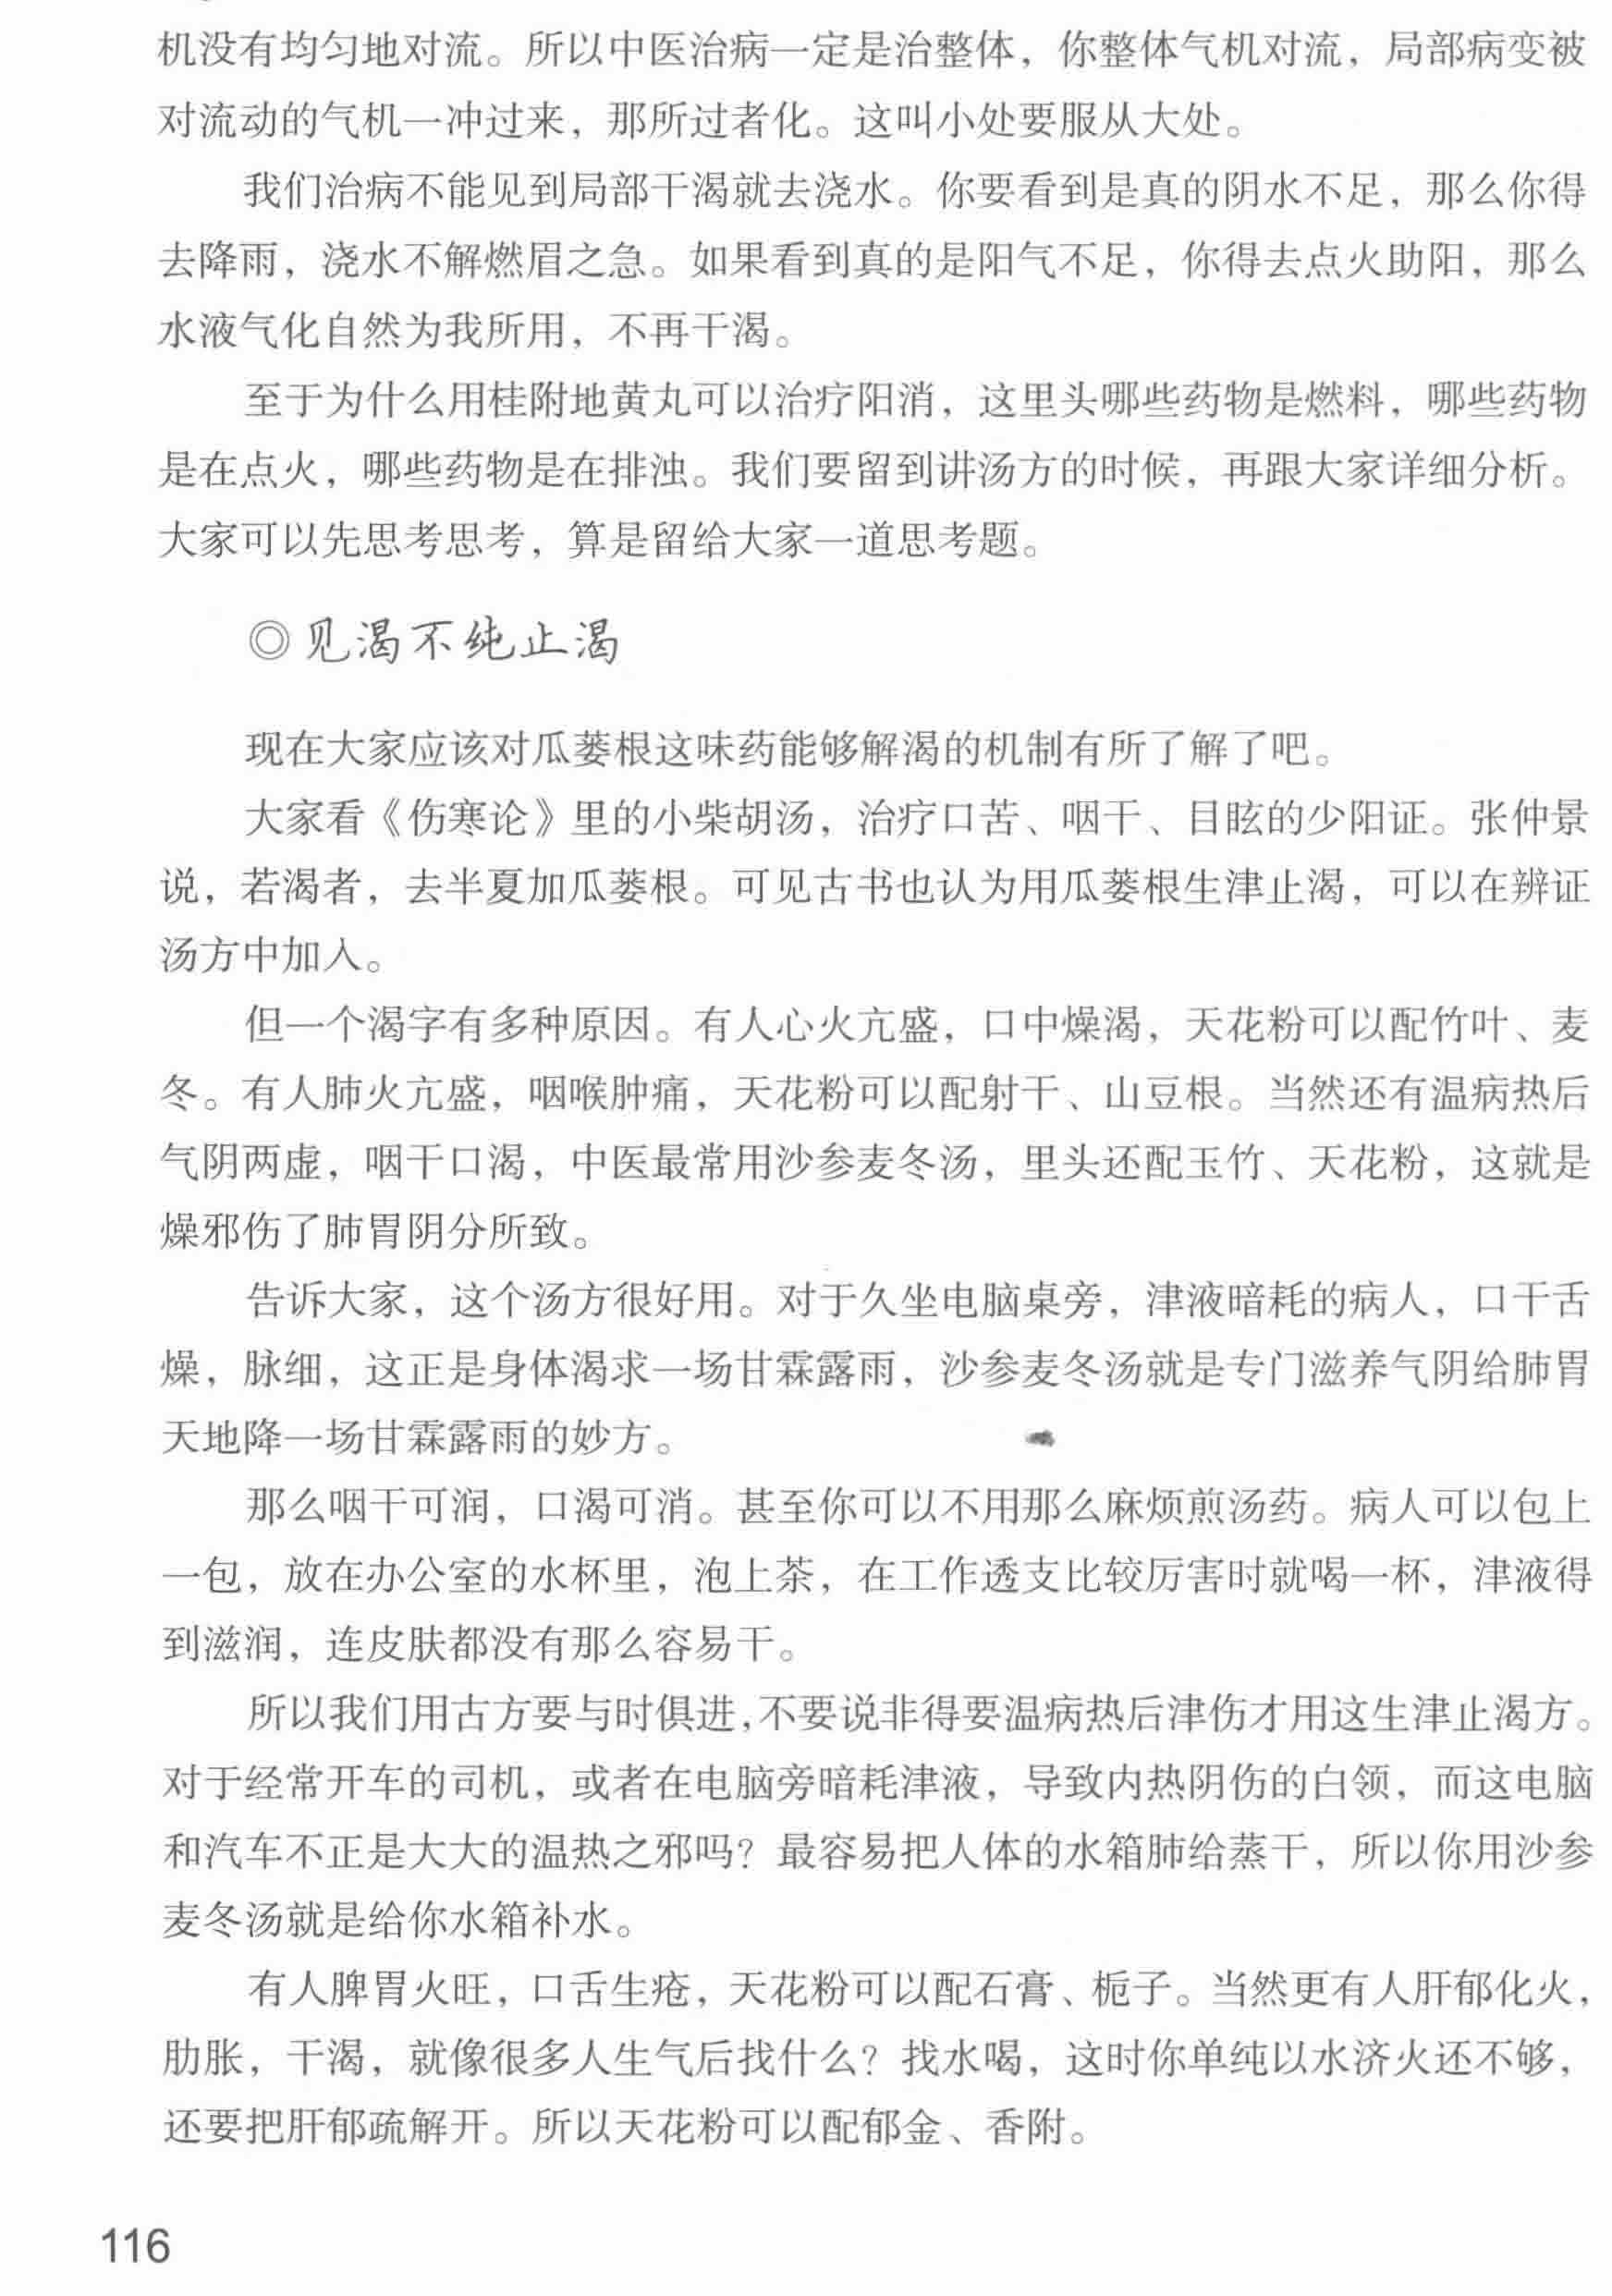 机没有均匀地对流。所以中医治病一定是治整体，你整体气机对流，局部病变被
对流动的气机一冲过来，那所过者化。这叫小处要服从大处。
我们治病不能见到局部干渴就去浇水。你要看到是真的阴水不足，那么你得
去降雨，浇水不解燃眉之急。如果看到真的是阳气不足，你得去点火助阳，那么
水液气化自然为我所用，不再干渴。
至于为什么用桂附地黄丸可以治疗阳消，这里头哪些药物是燃料，哪些药物
是在点火，哪些药物是在排浊。我们要留到讲汤方的时候，再跟大家详细分析。
大家可以先思考思考，算是留给大家一道思考题。
◎见渴不纯止渴
现在大家应该对瓜蒌根这味药能够解渴的机制有所了解了吧。
大家看《伤寒论》里的小柴胡汤，治疗口苦、咽干、目眩的少阳证。张仲景
说，若渴者，去半夏加瓜蒌根。可见古书也认为用瓜蒌根生津止渴，可以在辨证
汤方中加入。
但一个渴字有多种原因。有人心火亢盛，口中燥渴，天花粉可以配竹叶、麦
冬。有人肺火亢盛，咽喉肿痛，天花粉可以配射干、山豆根。当然还有温病热后
气阴两虚，咽干口渴，中医最常用沙参麦冬汤，里头还配玉竹、天花粉，这就是
燥邪伤了肺胃阴分所致。
告诉大家，这个汤方很好用。对于久坐电脑桌旁，津液暗耗的病人，口干舌
燥，脉细，这正是身体渴求一场甘霖露雨，沙参麦冬汤就是专门滋养气阴给肺胃
天地降一场甘霖露雨的妙方。
那么咽干可润，口渴可消。甚至你可以不用那么麻烦煎汤药。病人可以包上
一包，放在办公室的水杯里，泡上茶，在工作透支比较厉害时就喝一杯，津液得
到滋润，连皮肤都没有那么容易干。
所以我们用古方要与时俱进，不要说非得要温病热后津伤才用这生津止渴方。
对于经常开车的司机，或者在电脑旁暗耗津液，导致内热阴伤的白领，而这电脑
和汽车不正是大大的温热之邪吗？最容易把人体的水箱肺给蒸干，所以你用沙参
麦冬汤就是给你水箱补水。
有人脾胃火旺，口舌生疮，天花粉可以配石膏、栀子。当然更有人肝郁化火，
肋胀，干渴，就像很多人生气后找什么？找水喝，这时你单纯以水济火还不够，
还要把肝郁疏解开。所以天花粉可以配郁金、香附。
116